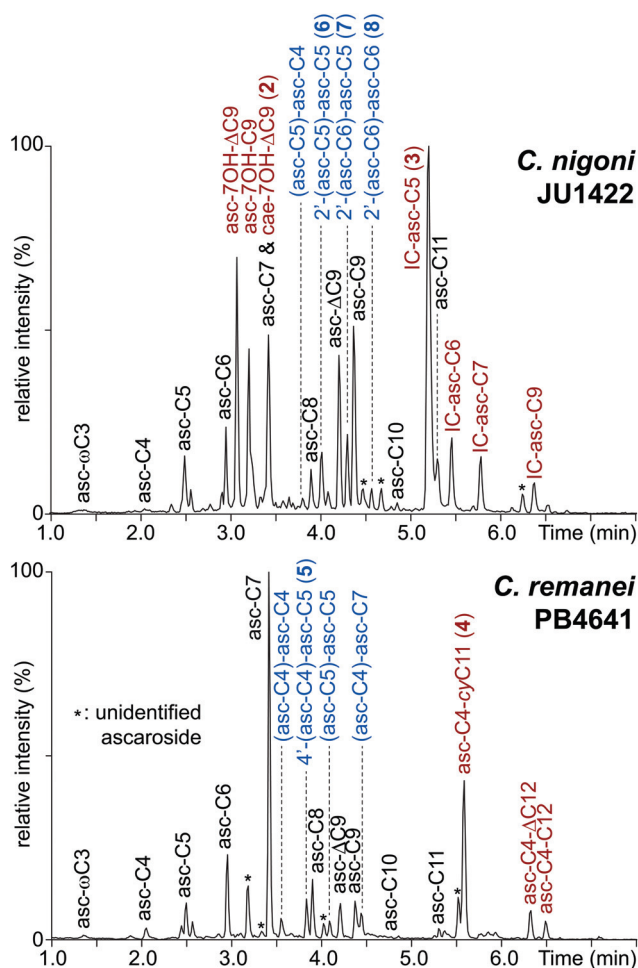 C. nigoni
JU1422
relative intensity (%)
100
0
asc-ωC3
asc-C4
asc-C5
asc-C6
asc-7OH-ΔC9
asc-7OH-C9
asc-C7 & cae-7OH-ΔC9 (2)
(asc-C5)-asc-C4
asc-C8
2'-(asc-C5)-asc-C5 (6)
asc-ΔC9
2'-(asc-C6)-asc-C5 (7)
asc-C9
*
2'-(asc-C6)-asc-C6 (8)
*
asc-C10
IC-asc-C5 (3)
asc-C11
IC-asc-C6
IC-asc-C7
*
IC-asc-C9
1.0 2.0 3.0 4.0 5.0 Time (min)
C. remanei
PB4641
relative intensity (%)
100
0
*: unidentified
ascaroside
asc-ωC3
asc-C4
asc-C5
asc-C6
*
*
asc-C7
(asc-C4)-asc-C4
4'-(asc-C4)-asc-C5 (5)
asc-C8
*
(asc-C5)-asc-C5
asc-ΔC9
asc-C9
(asc-C4)-asc-C7
asc-C10
asc-C11
*
asc-C4-cyC11 (4)
asc-C4-ΔC12
asc-C4-C12
1.0 2.0 3.0 4.0 5.0 Time (min)